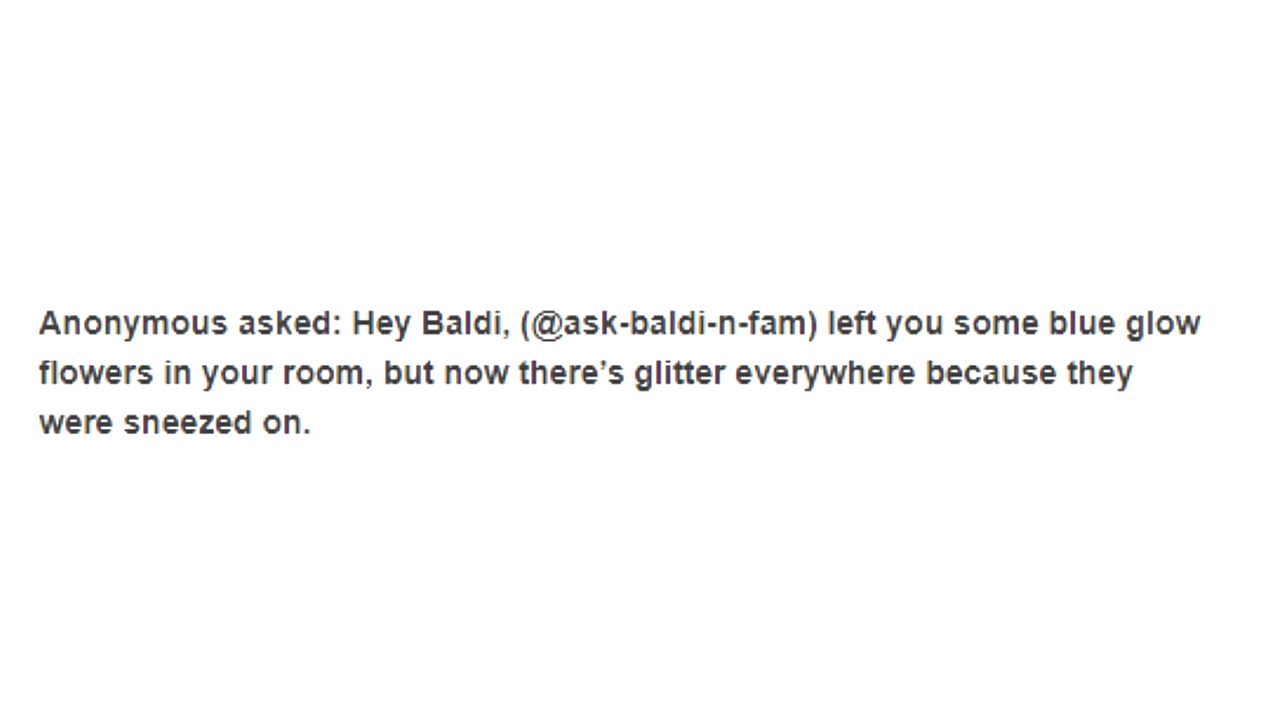 Anonymous asked: Hey Baldi, (@ask-baldi-n-fam) left you some blue glow
flowers in your room, but now there’s glitter everywhere because they
were sneezed on.